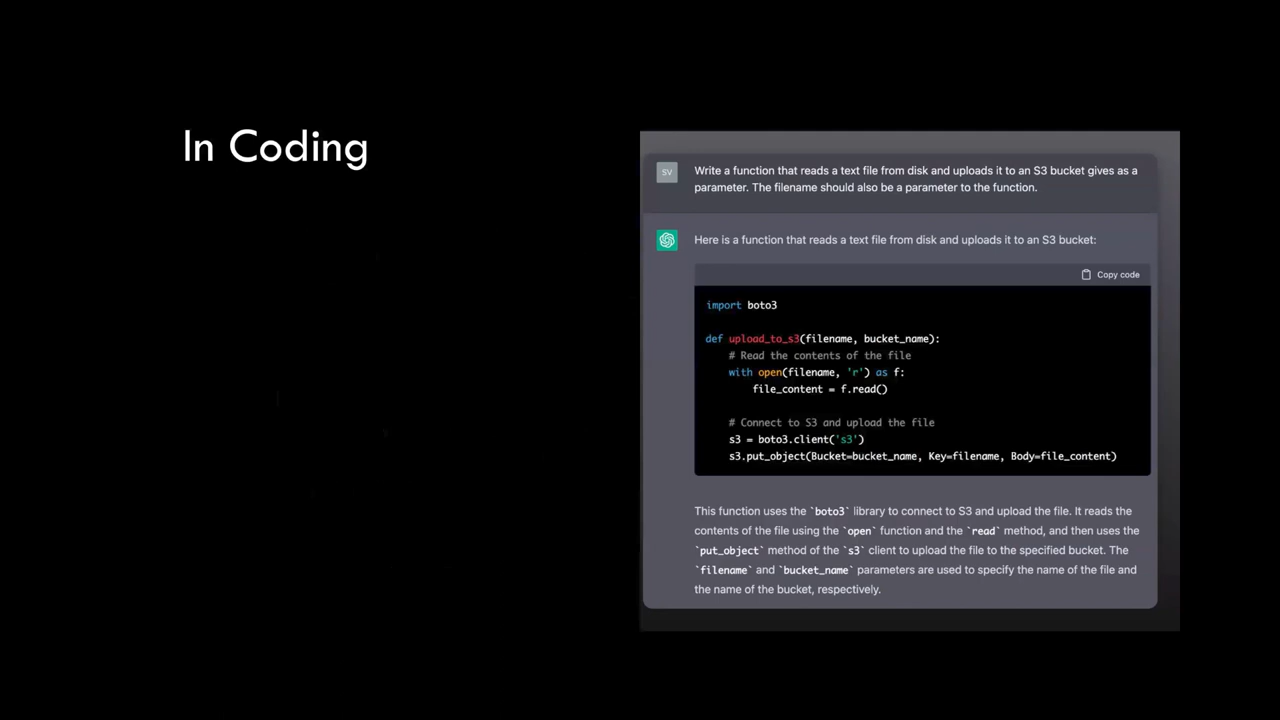 In Coding
SV
Write a function that reads a text file from disk and uploads it to an S3 bucket gives as a
parameter. The filename should also be a parameter to the function.
Here is a function that reads a text file from disk and uploads it to an S3 bucket:
Copy code
import boto3
def upload_to_s3(filename, bucket_name):
# Read the contents of the file
with open(filename, 'r') as f:
file_content = f.read()
# Connect to S3 and upload the file
s3 = boto3.client('s3')
s3.put_object(Bucket=bucket_name, Key=filename, Body=file_content)
This function uses the `boto3` library to connect to S3 and upload the file. It reads the
contents of the file using the `open` function and the `read` method, and then uses the
`put_object` method of the `s3` client to upload the file to the specified bucket. The
`filename` and `bucket_name` parameters are used to specify the name of the file and
the name of the bucket, respectively.